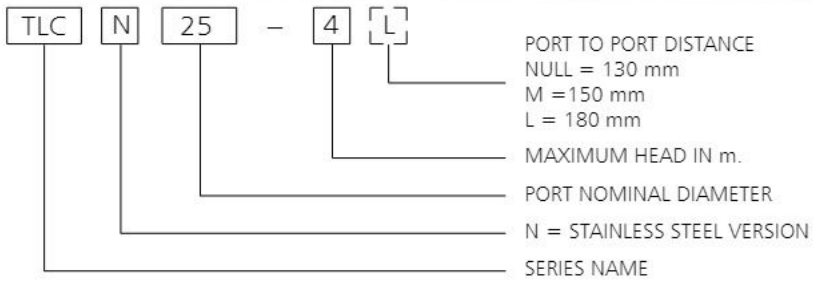 TLC N 25 – 4 L
PORT TO PORT DISTANCE
NULL = 130 mm
M =150 mm
L = 180 mm
MAXIMUM HEAD IN m.
PORT NOMINAL DIAMETER
N = STAINLESS STEEL VERSION
SERIES NAME